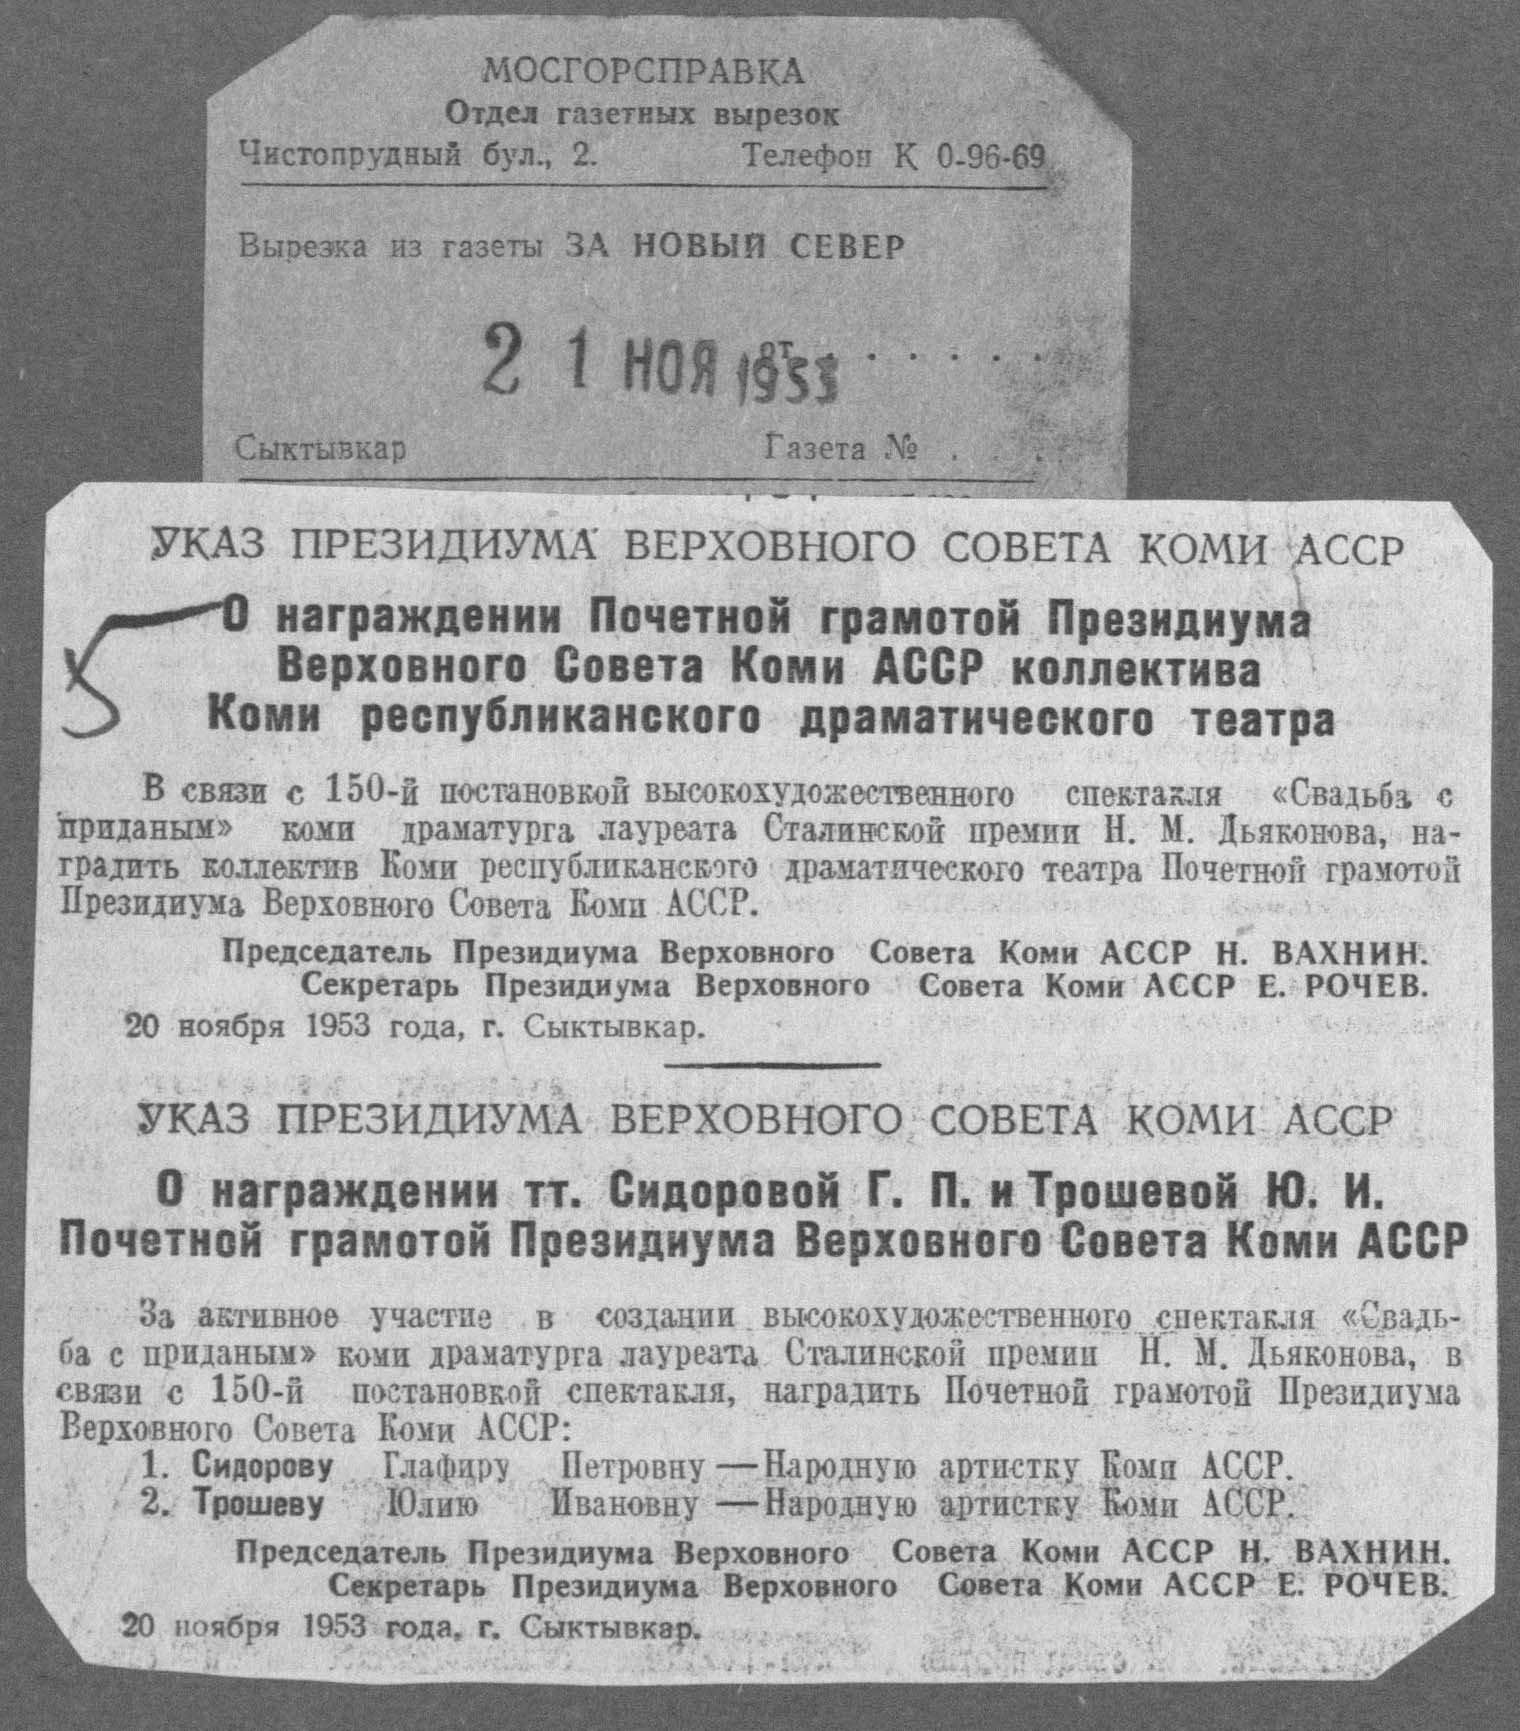 МОСГОРСПРАВКА
Отдел газетных вырезок
Чистопрудный бул., 2. Телефон К 0-96-69
Вырезка из газеты ЗА НОВЫЙ СЕВЕР
от . . . . . .
21 НОЯ 1953
Сыктывкар Газета № . . .
УКАЗ ПРЕЗИДИУМА ВЕРХОВНОГО СОВЕТА КОМИ АССР
О награждении Почетной грамотой Президиума
Верховного Совета Коми АССР коллектива
Коми республиканского драматического театра
В связи с 150-й постановкой высокохудожественного спектакля «Свадьба с
приданым» коми драматурга лауреата Сталинской премии Н. М. Дьяконова, на-
градить коллектив Коми республиканского драматического театра Почетной грамотой
Президиума Верховного Совета Коми АССР.
Председатель Президиума Верховного Совета Коми АССР Н. ВАХНИН.
Секретарь Президиума Верховного Совета Коми АССР Е. РОЧЕВ.
20 ноября 1953 года, г. Сыктывкар.
УКАЗ ПРЕЗИДИУМА ВЕРХОВНОГО СОВЕТА КОМИ АССР
О награждении тт. Сидоровой Г. П. и Трошевой Ю. И.
Почетной грамотой Президиума Верховного Совета Коми АССР
За активное участие в создании высокохудожественного спектакля «Свадь-
ба с приданым» коми драматурга лауреата Сталинской премии Н. М. Дьяконова, в
связи с 150-й постановкой спектакля, наградить Почетной грамотой Президиума
Верховного Совета Коми АССР:
1. Сидорову Глафиру Петровну — Народную артистку Коми АССР.
2. Трошеву Юлию Ивановну — Народную артистку Коми АССР.
Председатель Президиума Верховного Совета Коми АССР Н. ВАХНИН.
Секретарь Президиума Верховного Совета Коми АССР Е. РОЧЕВ.
20 ноября 1953 года, г. Сыктывкар.